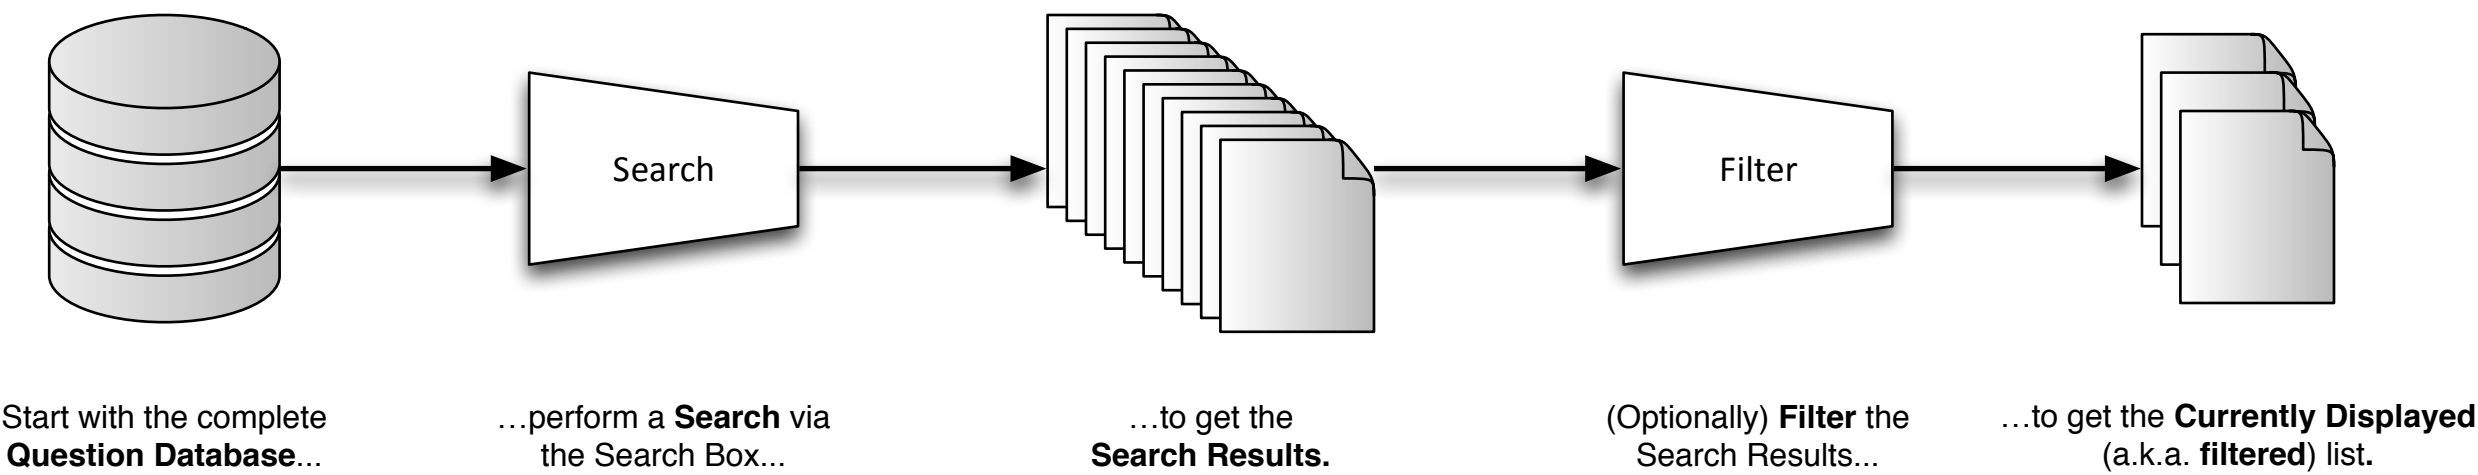 Search
Filter
Start with the complete
Question Database...
…perform a Search via
the Search Box...
…to get the
Search Results.
(Optionally) Filter the
Search Results...
…to get the Currently Displayed
(a.k.a. filtered) list.